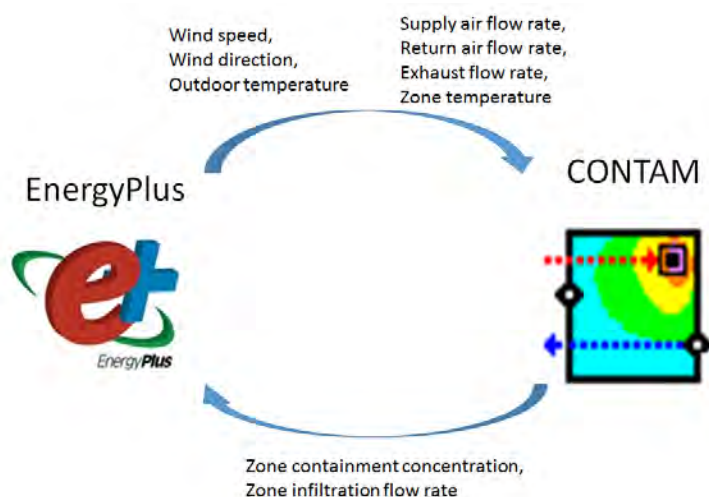 Wind speed,
Wind direction,
Outdoor temperature
Supply air flow rate,
Return air flow rate,
Exhaust flow rate,
Zone temperature
EnergyPlus
CONTAM
e+
EnergyPlus
Zone containment concentration,
Zone infiltration flow rate